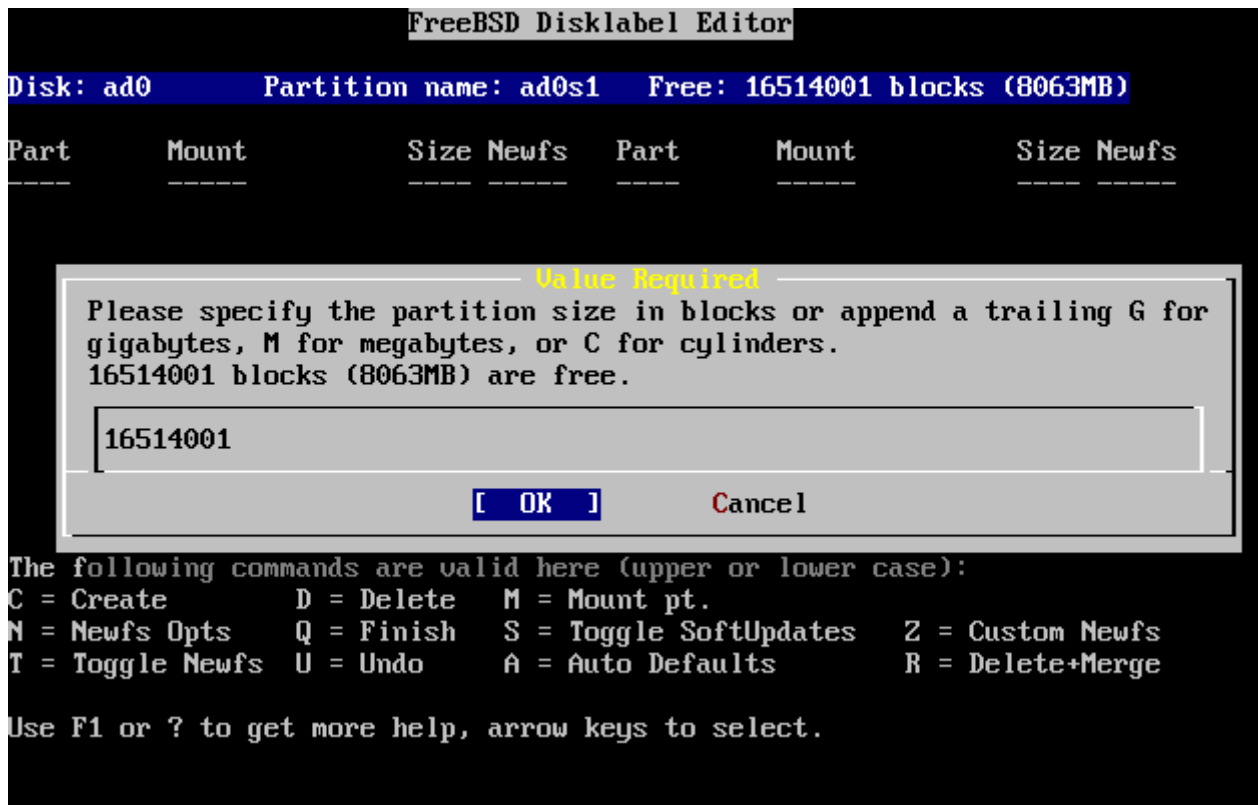 FreeBSD Disklabel Editor
Disk: ad0 Partition name: ad0s1 Free: 16514001 blocks (8063MB)
Part Mount Size Newfs Part Mount Size Newfs
---- ----- ---- ----- ---- ----- ---- -----
Value Required
Please specify the partition size in blocks or append a trailing G for
gigabytes, M for megabytes, or C for cylinders.
16514001 blocks (8063MB) are free.
16514001
[ OK ] Cancel
The following commands are valid here (upper or lower case):
C = Create D = Delete M = Mount pt.
N = Newfs Opts Q = Finish S = Toggle SoftUpdates Z = Custom Newfs
T = Toggle Newfs U = Undo A = Auto Defaults R = Delete+Merge
Use F1 or ? to get more help, arrow keys to select.